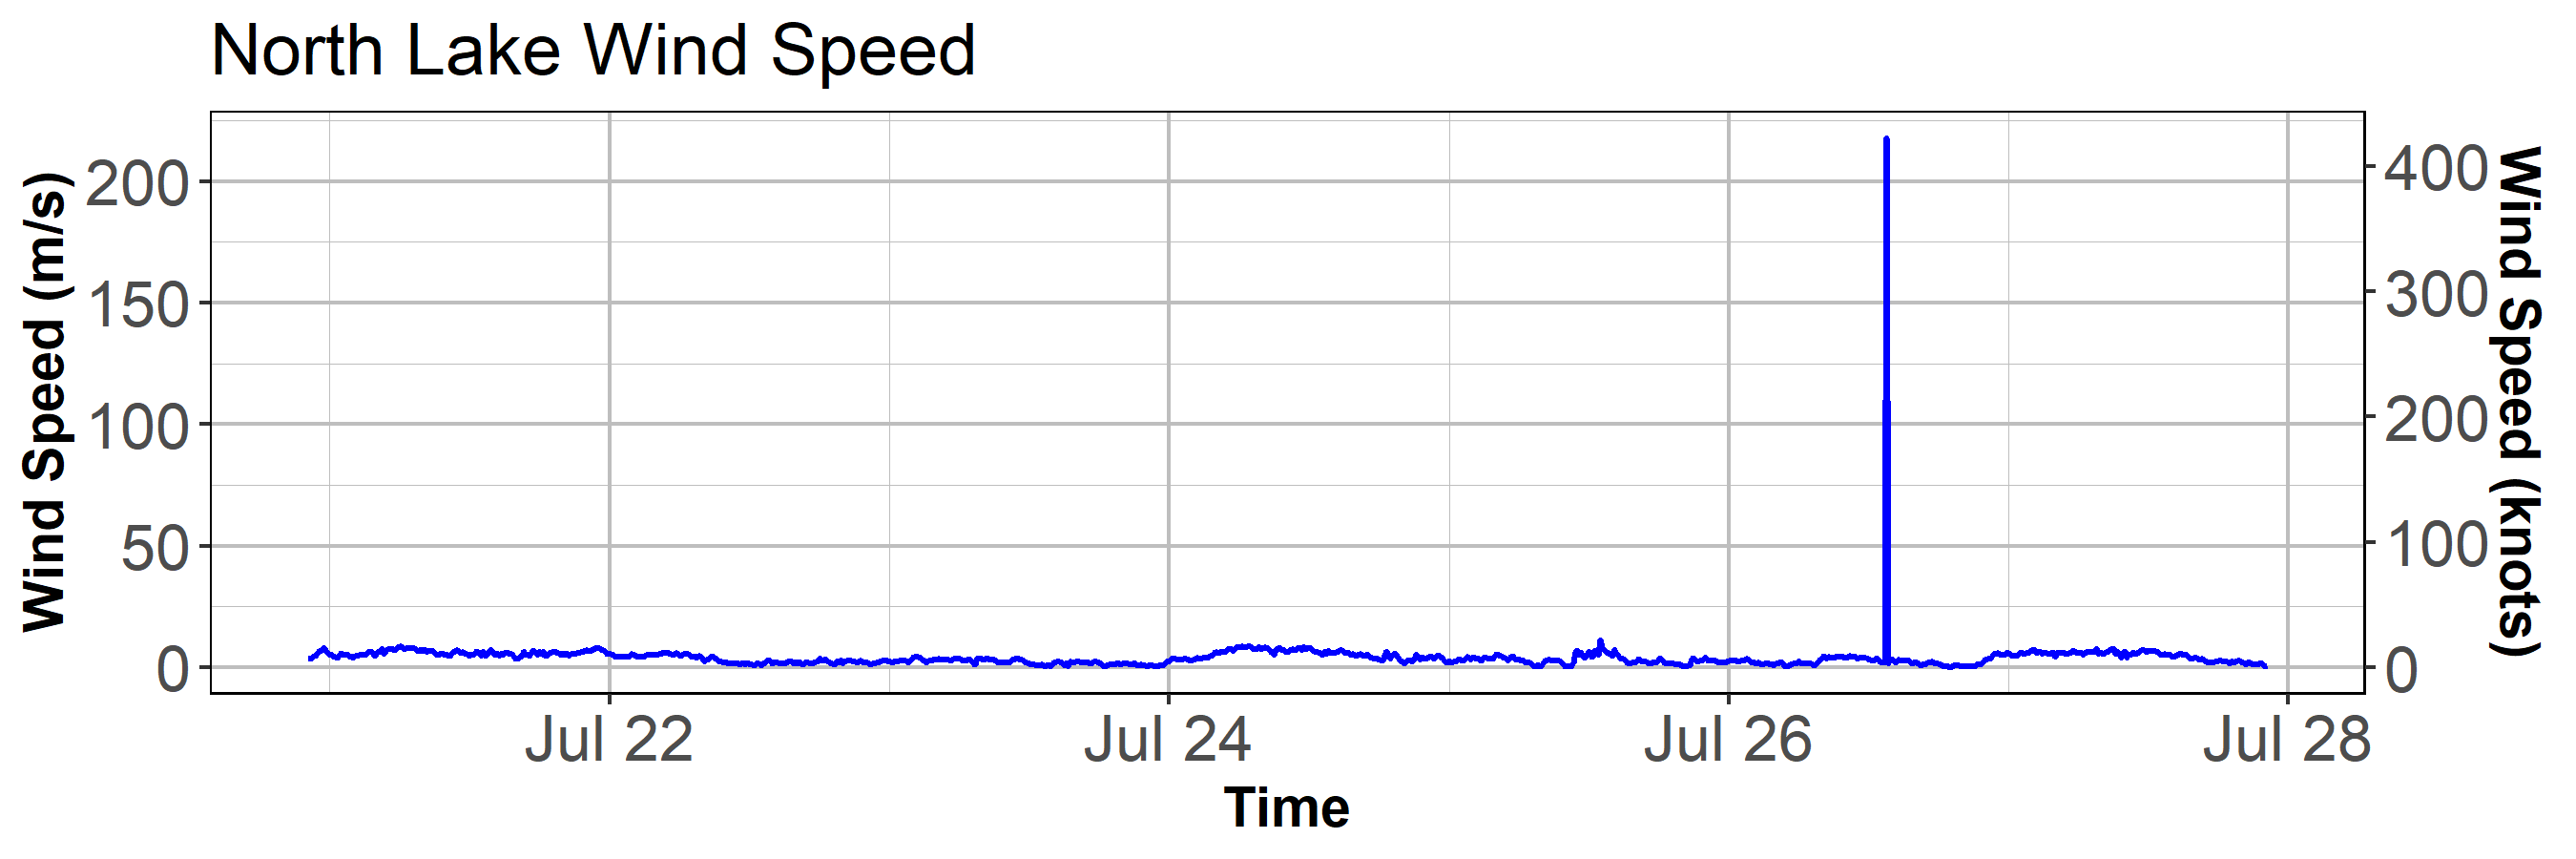 North Lake Wind Speed
Wind Speed (m/s)
200
150
100
50
0
400
300
200
100
0
Wind Speed (knots)
Jul 22
Jul 24
Jul 26
Jul 28
Time